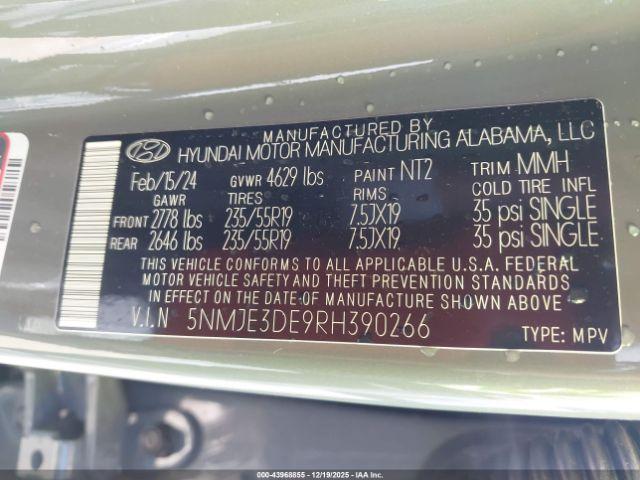 MANUFACTURED BY
HYUNDAI MOTOR MANUFACTURING ALABAMA, LLC
Feb/15/24 GVWR 4629 lbs PAINT NT2 TRIM MMH
GAWR TIRES RIMS COLD TIRE INFL
FRONT 2778 lbs 235/55R19 7.5JX19 35 psi SINGLE
REAR 2646 lbs 235/55R19 7.5JX19 35 psi SINGLE
THIS VEHICLE CONFORMS TO ALL APPLICABLE U.S.A. FEDERAL
MOTOR VEHICLE SAFETY AND THEFT PREVENTION STANDARDS
IN EFFECT ON THE DATE OF MANUFACTURE SHOWN ABOVE.
V.I.N 5NMJE3DE9RH390266 TYPE: MPV
000-43968855 - 12/19/2025 - IAA Inc.